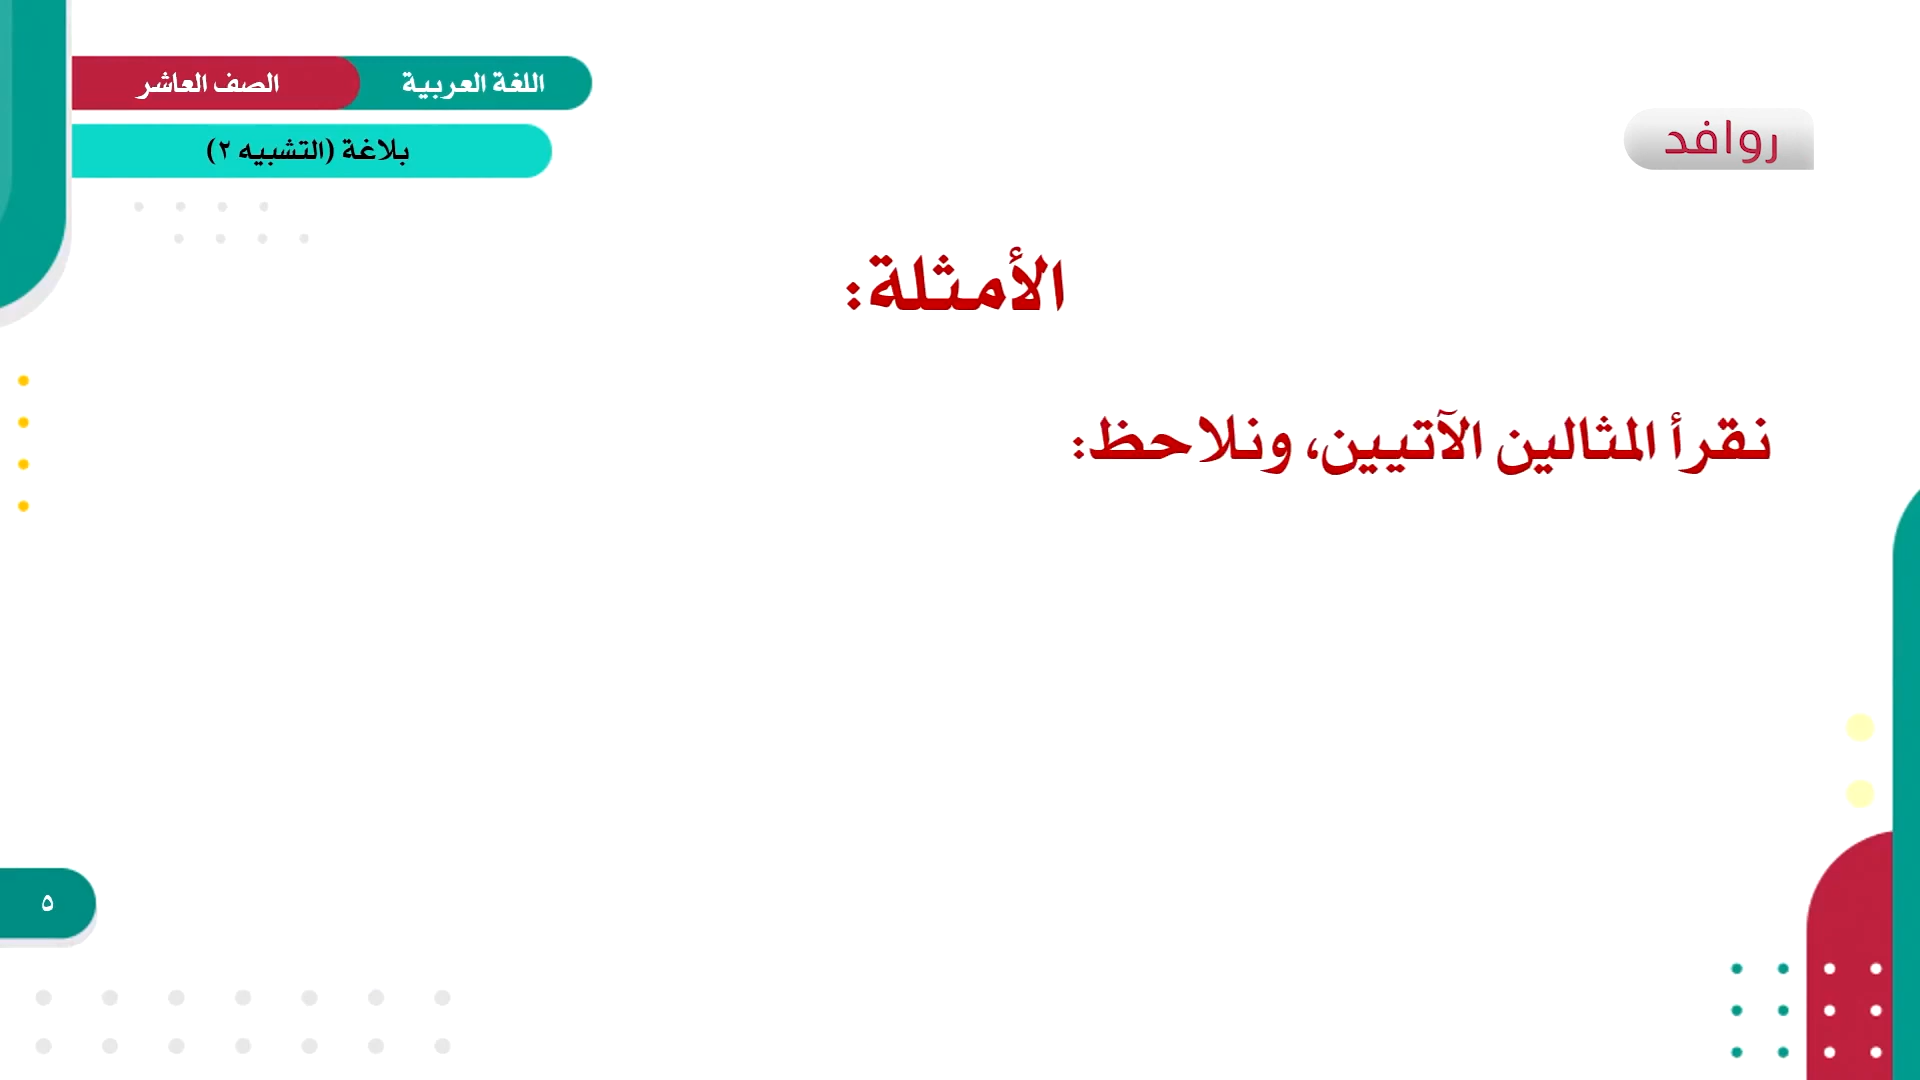 اللغة العربية
الصف العاشر
بلاغة (التشبيه ٢)
روافد
الأمثلة:
نقرأ المثالين الآتيين، ونلاحظ:
٥